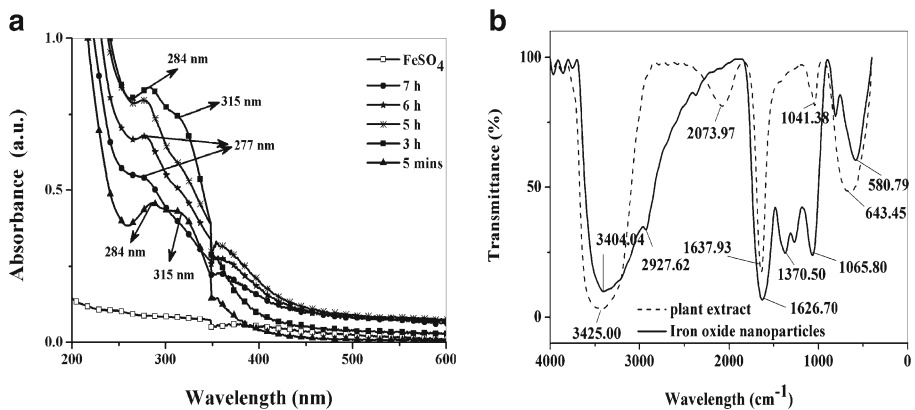 a
1.0
0.5
0.0
200
300
400
500
600
Absorbance (a.u.)
Wavelength (nm)
284 nm
315 nm
277 nm
284 nm
315 nm
FeSO4
7 h
6 h
5 h
3 h
5 mins
b
100
50
0
4000
3000
2000
1000
0
Transmittance (%)
Wavelength (cm-1)
2073.97
1041.38
580.79
643.45
3404.04
2927.62
1637.93
1370.50
1065.80
1626.70
3425.00
plant extract
Iron oxide nanoparticles